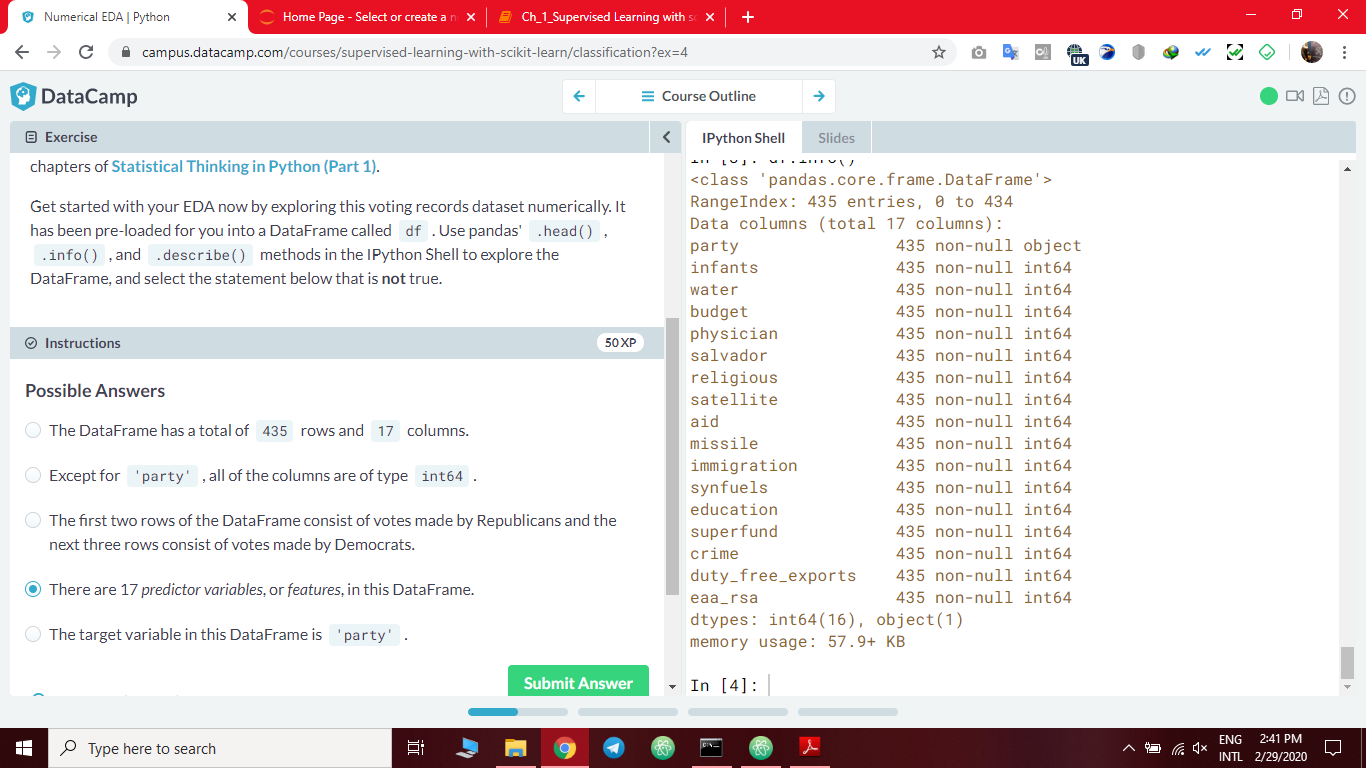 Numerical EDA | Python
Home Page - Select or create a n
Ch_1_Supervised Learning with sc
campus.datacamp.com/courses/supervised-learning-with-scikit-learn/classification?ex=4
UK
DataCamp
Course Outline
Exercise
chapters of Statistical Thinking in Python (Part 1).
Get started with your EDA now by exploring this voting records dataset numerically. It
has been pre-loaded for you into a DataFrame called df . Use pandas' .head() ,
.info() , and .describe() methods in the IPython Shell to explore the
DataFrame, and select the statement below that is not true.
Instructions
50 XP
Possible Answers
The DataFrame has a total of 435 rows and 17 columns.
Except for 'party' , all of the columns are of type int64 .
The first two rows of the DataFrame consist of votes made by Republicans and the
next three rows consist of votes made by Democrats.
There are 17 predictor variables, or features, in this DataFrame.
The target variable in this DataFrame is 'party' .
Submit Answer
IPython Shell
Slides
df.info()
<class 'pandas.core.frame.DataFrame'>
RangeIndex: 435 entries, 0 to 434
Data columns (total 17 columns):
party 435 non-null object
infants 435 non-null int64
water 435 non-null int64
budget 435 non-null int64
physician 435 non-null int64
salvador 435 non-null int64
religious 435 non-null int64
satellite 435 non-null int64
aid 435 non-null int64
missile 435 non-null int64
immigration 435 non-null int64
synfuels 435 non-null int64
education 435 non-null int64
superfund 435 non-null int64
crime 435 non-null int64
duty_free_exports 435 non-null int64
eaa_rsa 435 non-null int64
dtypes: int64(16), object(1)
memory usage: 57.9+ KB
In [4]:
Type here to search
ENG
INTL
2:41 PM
2/29/2020